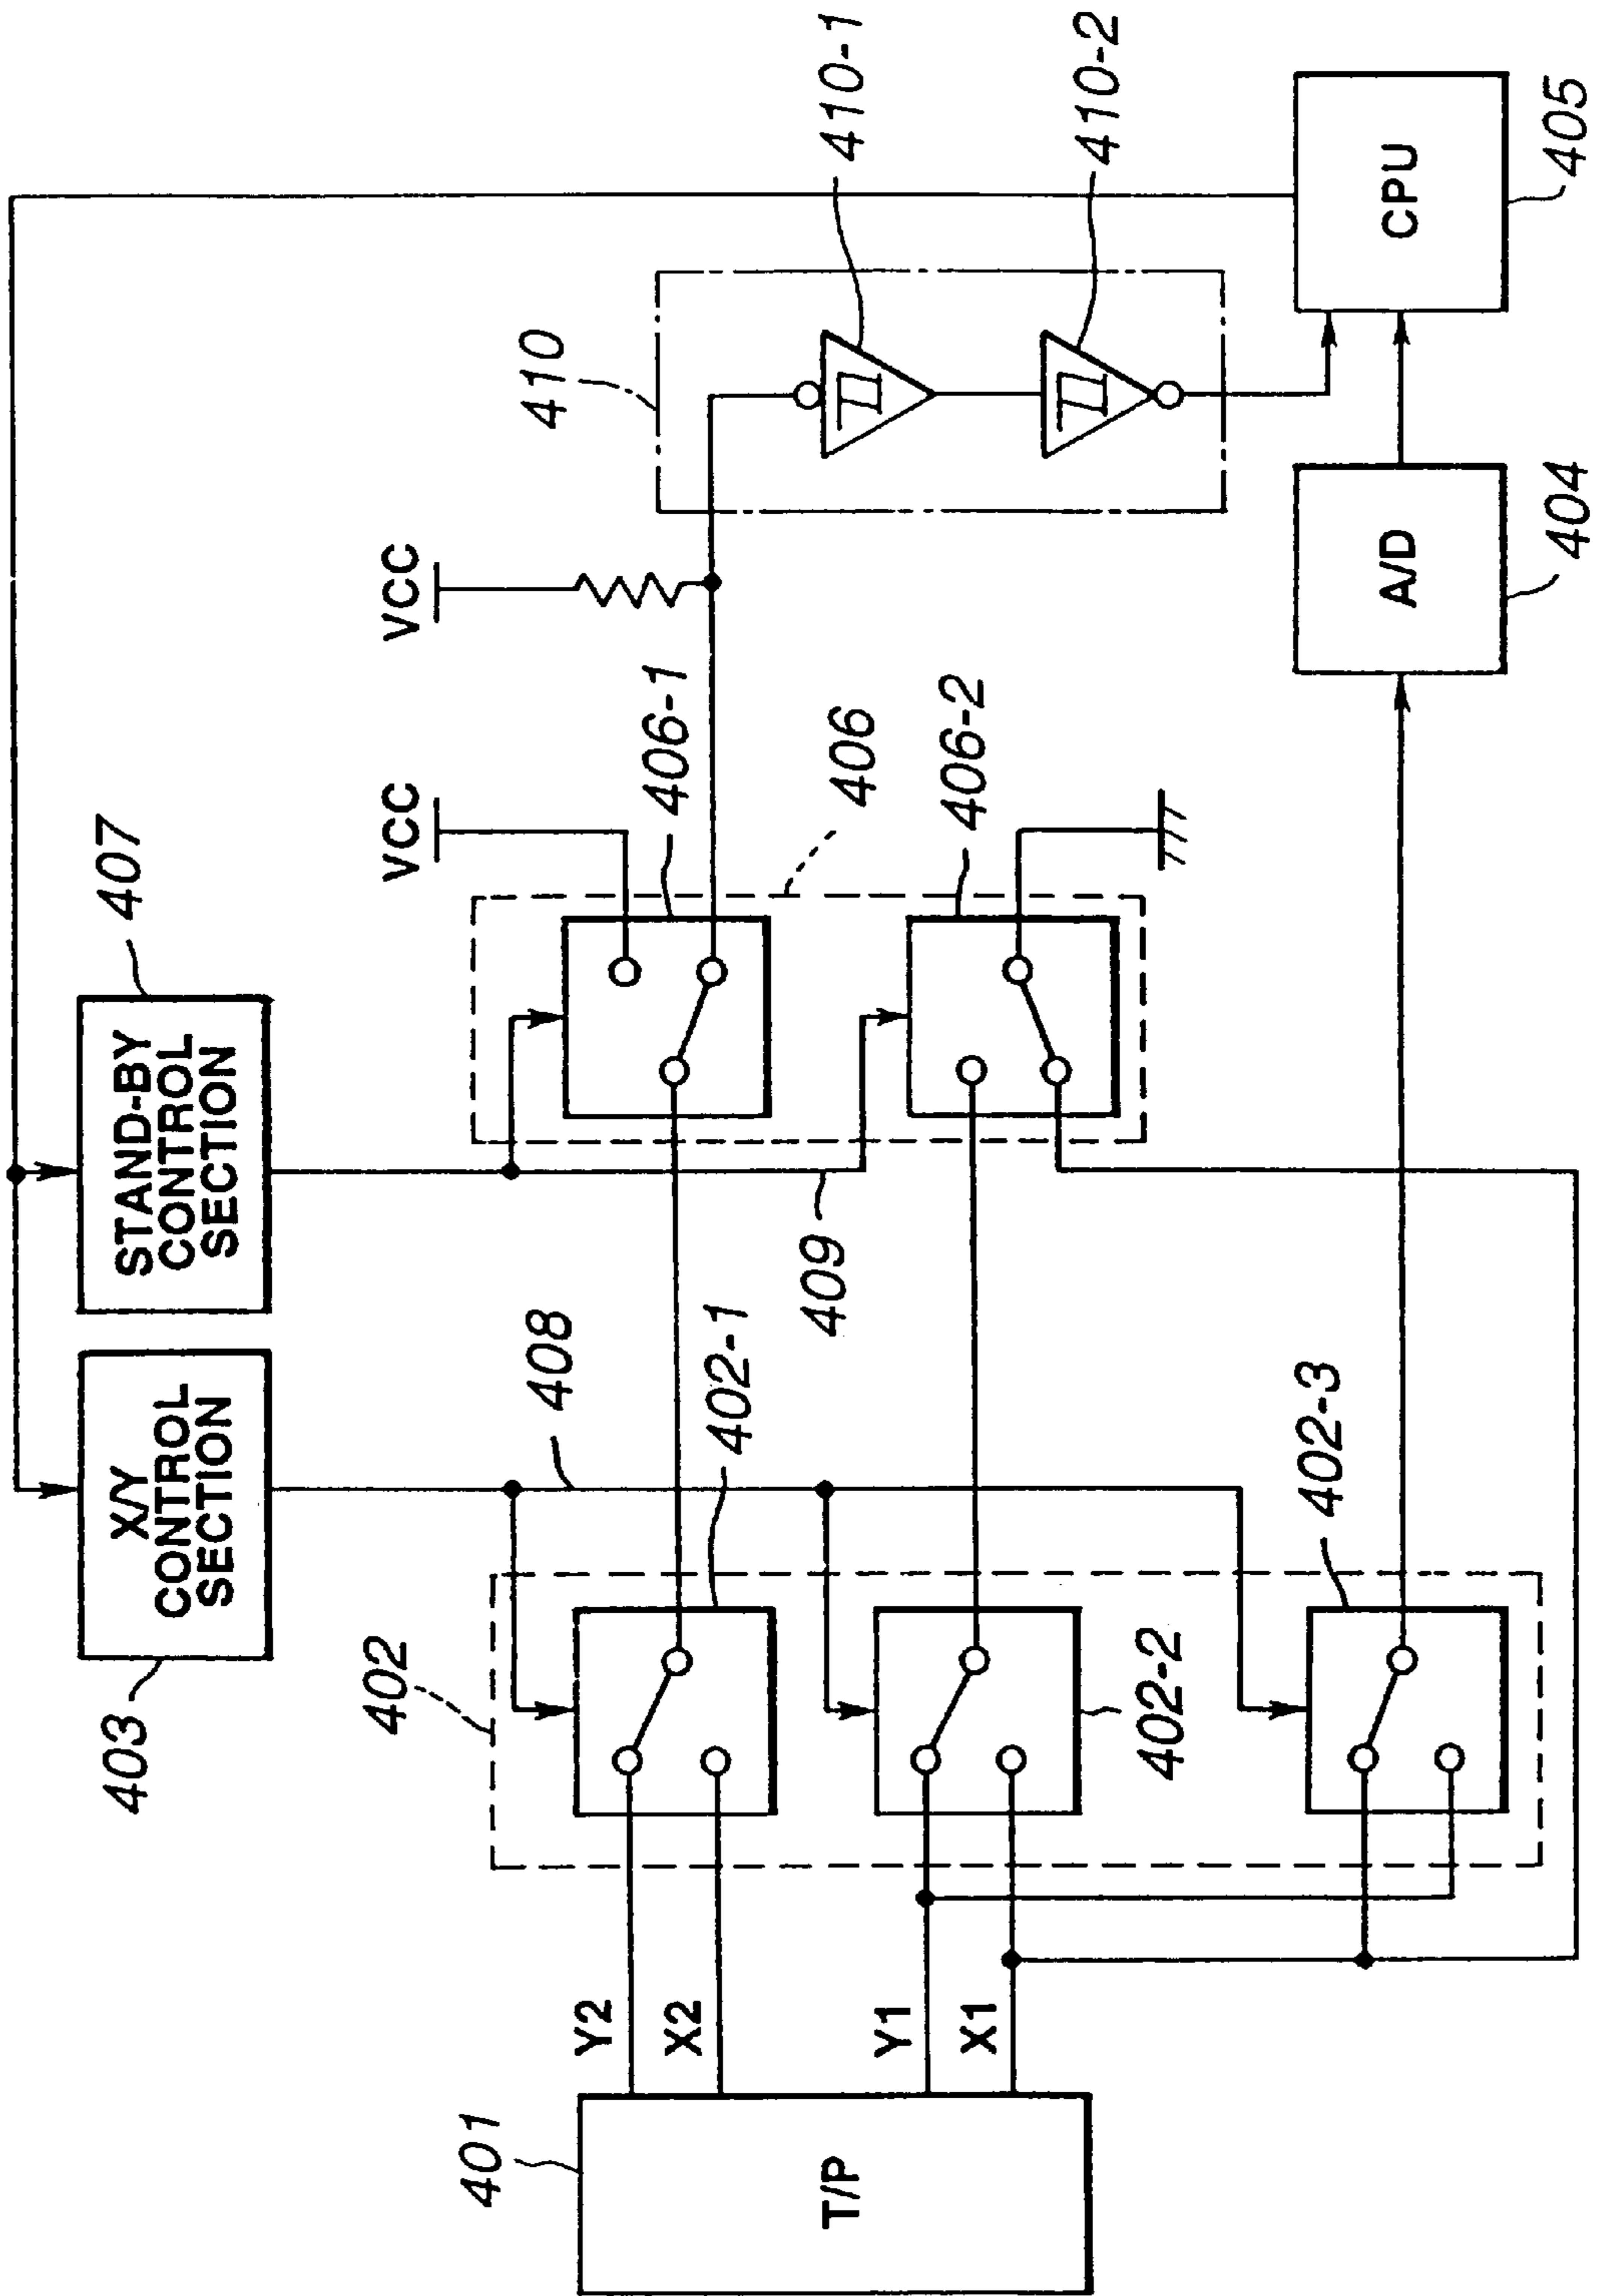 403
X/Y
CONTROL
SECTION
407
STAND-BY
CONTROL
SECTION
408
409
402
402-1
402-2
402-3
401
T/P
Y2
X2
Y1
X1
VCC
406-1
406
406-2
VCC
410
410-1
410-2
A/D
404
CPU
405